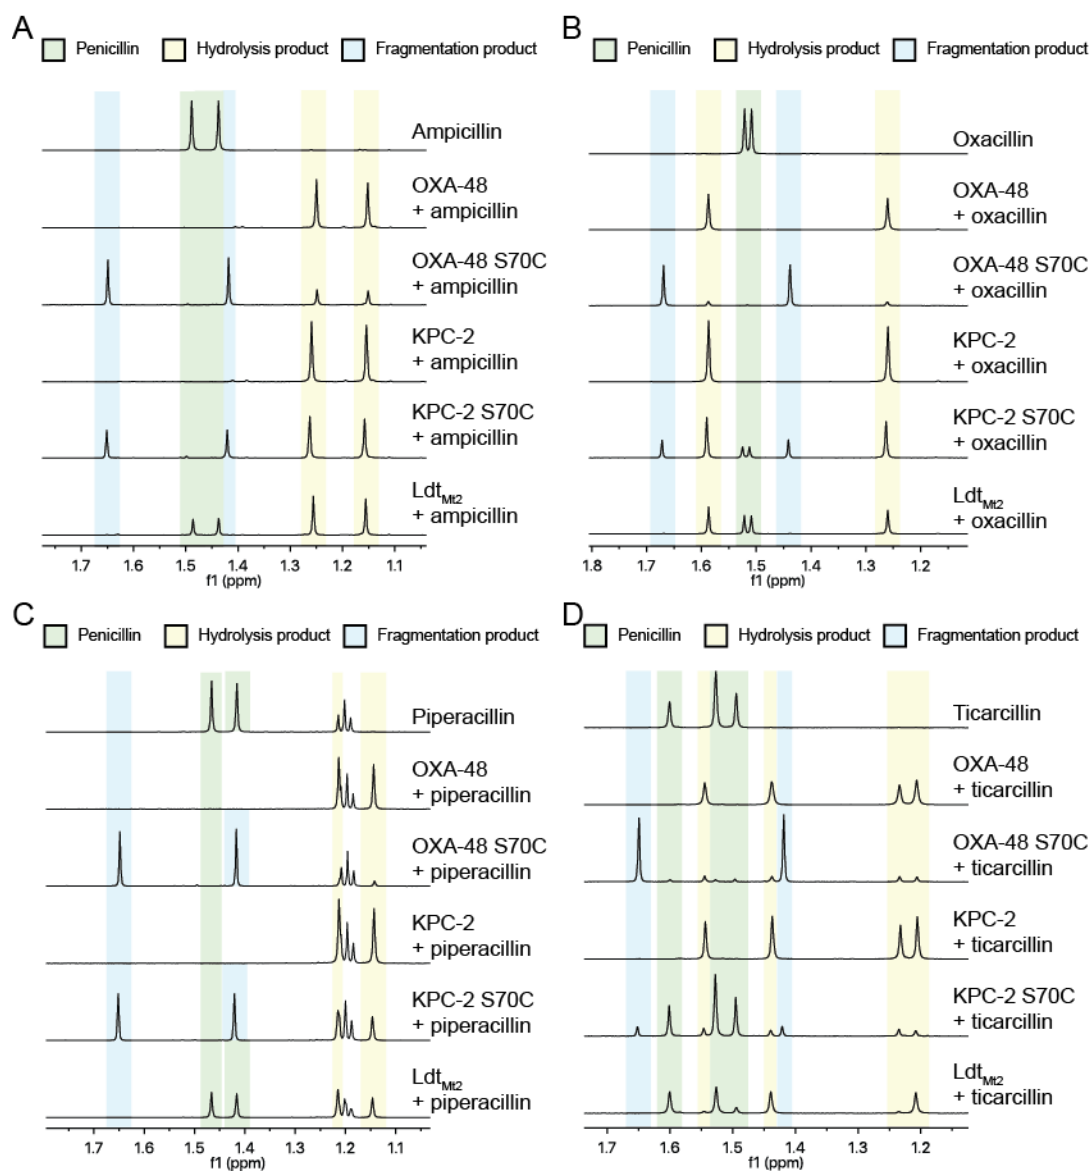 A
Penicillin Hydrolysis product Fragmentation product
Ampicillin
OXA-48
+ ampicillin
OXA-48 S70C
+ ampicillin
KPC-2
+ ampicillin
KPC-2 S70C
+ ampicillin
Ldt_Mt2
+ ampicillin
1.7 1.6 1.5 1.4 1.3 1.2 1.1
f1 (ppm)
B
Penicillin Hydrolysis product Fragmentation product
Oxacillin
OXA-48
+ oxacillin
OXA-48 S70C
+ oxacillin
KPC-2
+ oxacillin
KPC-2 S70C
+ oxacillin
Ldt_Mt2
+ oxacillin
1.8 1.7 1.6 1.5 1.4 1.3 1.2
f1 (ppm)
C
Penicillin Hydrolysis product Fragmentation product
Piperacillin
OXA-48
+ piperacillin
OXA-48 S70C
+ piperacillin
KPC-2
+ piperacillin
KPC-2 S70C
+ piperacillin
Ldt_Mt2
+ piperacillin
1.7 1.6 1.5 1.4 1.3 1.2 1.1
f1 (ppm)
D
Penicillin Hydrolysis product Fragmentation product
Ticarcillin
OXA-48
+ ticarcillin
OXA-48 S70C
+ ticarcillin
KPC-2
+ ticarcillin
KPC-2 S70C
+ ticarcillin
Ldt_Mt2
+ ticarcillin
1.7 1.6 1.5 1.4 1.3 1.2
f1 (ppm)